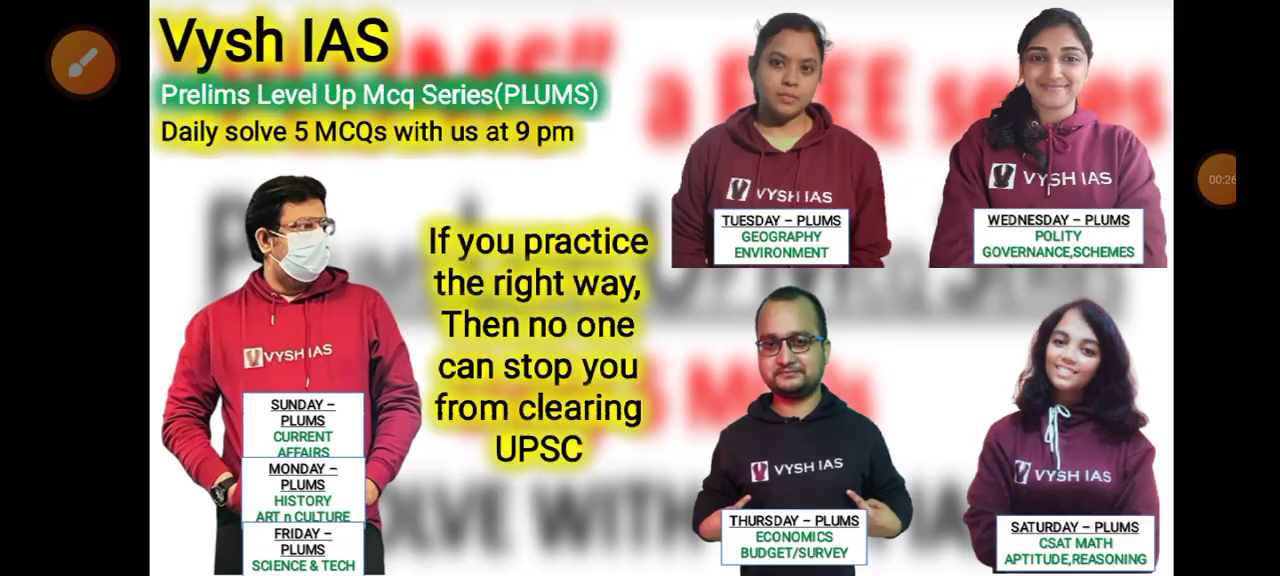 Vysh IAS
Prelims Level Up Mcq Series(PLUMS)
Daily solve 5 MCQs with us at 9 pm
If you practice
the right way,
Then no one
can stop you
from clearing
UPSC
VYSH IAS
SUNDAY –
PLUMS
CURRENT
AFFAIRS
MONDAY –
PLUMS
HISTORY
ART n CULTURE
FRIDAY –
PLUMS
SCIENCE & TECH
VYSH IAS
TUESDAY – PLUMS
GEOGRAPHY
ENVIRONMENT
VYSH IAS
WEDNESDAY – PLUMS
POLITY
GOVERNANCE,SCHEMES
VYSH IAS
THURSDAY – PLUMS
ECONOMICS
BUDGET/SURVEY
VYSH IAS
SATURDAY – PLUMS
CSAT MATH
APTITUDE,REASONING
00:26